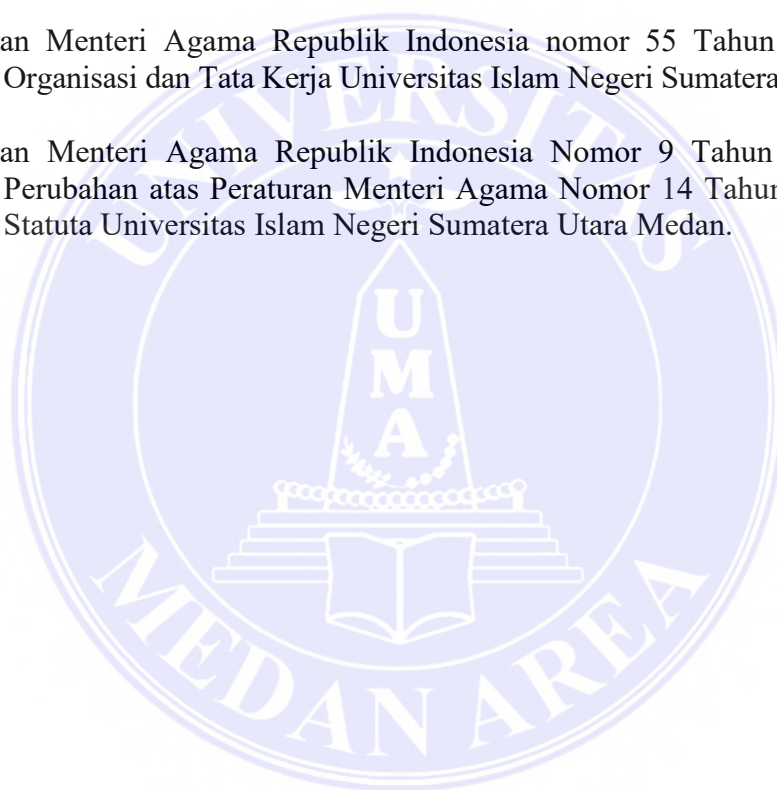 an Menteri Agama Republik Indonesia nomor 55 Tahun
Organisasi dan Tata Kerja Universitas Islam Negeri Sumatera
an Menteri Agama Republik Indonesia Nomor 9 Tahun
Perubahan atas Peraturan Menteri Agama Nomor 14 Tahun
Statuta Universitas Islam Negeri Sumatera Utara Medan.
UNIVERSITAS
U
M
A
MEDAN AREA